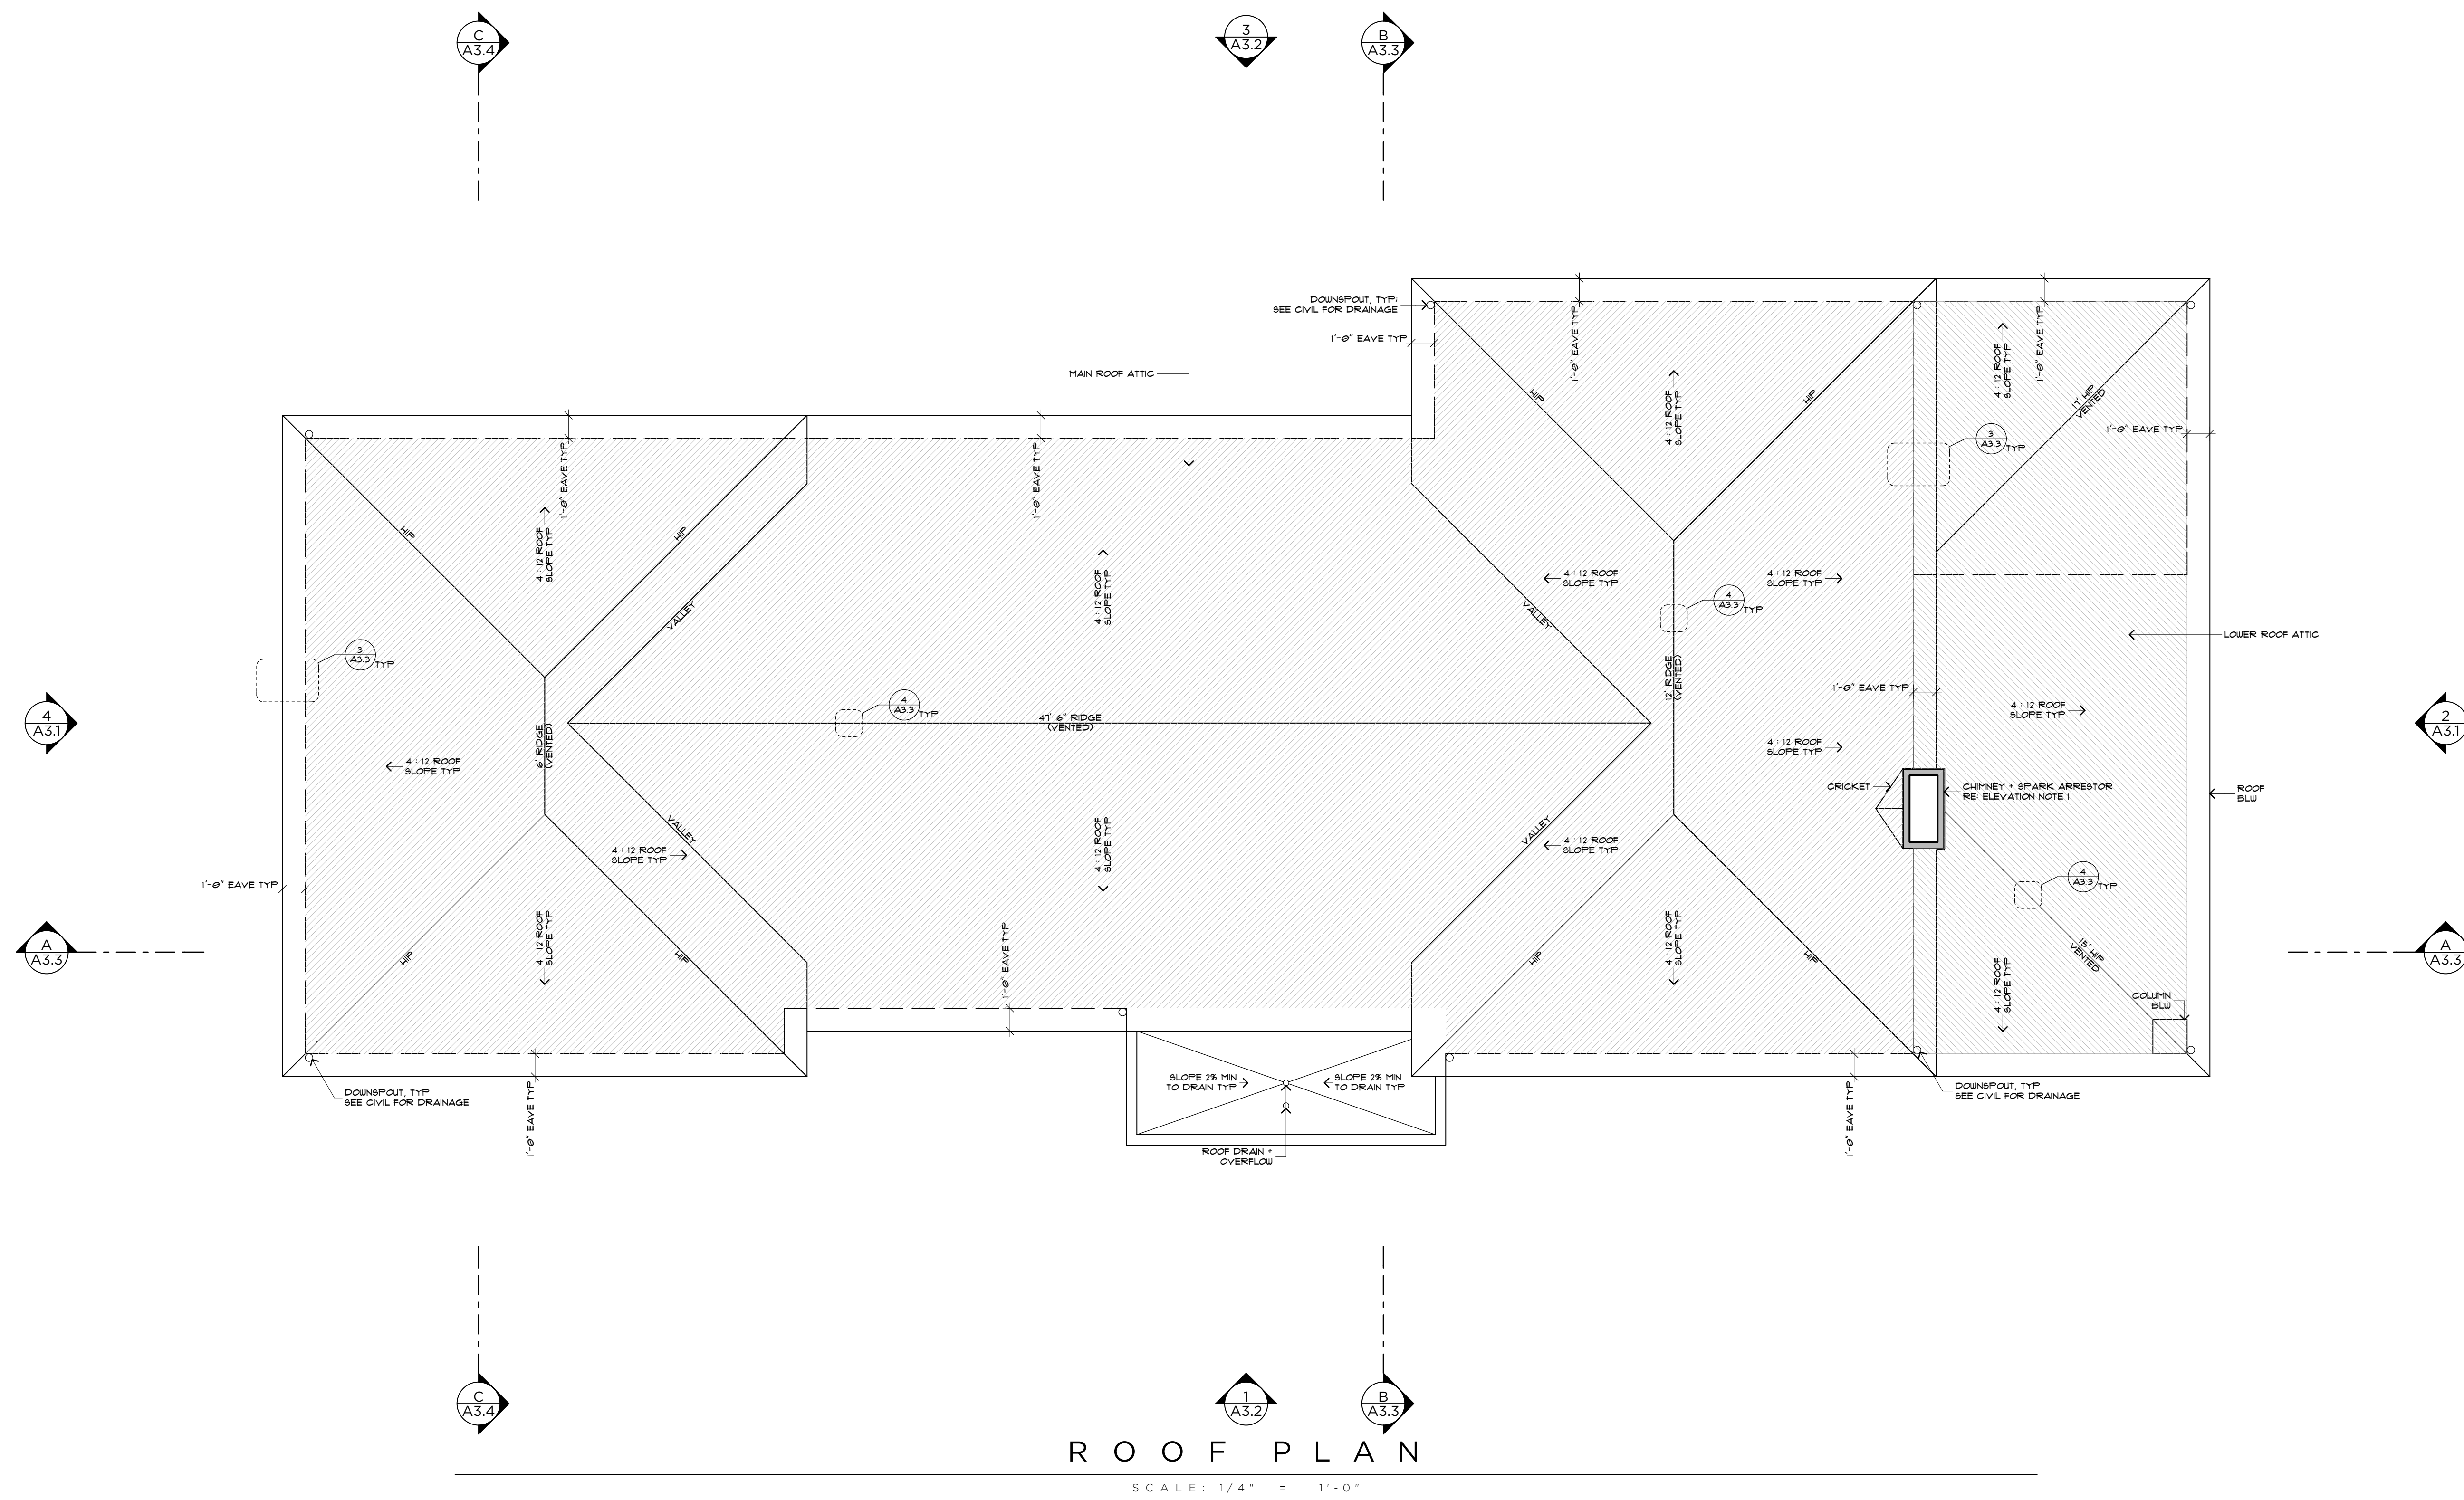 C
A3.4
3
A3.2
B
A3.3
DOWNSPOUT, TYP:
SEE CIVIL FOR DRAINAGE
1'-0" EAVE TYP
1'-0" EAVE TYP
1'-0" EAVE TYP
4 : 12 ROOF
SLOPE TYP
MAIN ROOF ATTIC
HIP
HIP
4 : 12 ROOF
SLOPE TYP
17' HIP
VENTED
1'-0" EAVE TYP
3
A3.3
TYP
1'-0" EAVE TYP
1'-0" EAVE TYP
HIP
4 : 12 ROOF
SLOPE TYP
HIP
4 : 12 ROOF
SLOPE TYP
4 : 12 ROOF
SLOPE TYP
4 : 12 ROOF
SLOPE TYP
VALLEY
VALLEY
4
A3.3
TYP
LOWER ROOF ATTIC
3
A3.3
TYP
12' RIDGE
(VENTED)
1'-0" EAVE TYP
4
A3.1
4
A3.3
TYP
47'-6" RIDGE
(VENTED)
6' RIDGE
(VENTED)
4 : 12 ROOF
SLOPE TYP
4 : 12 ROOF
SLOPE TYP
2
A3.1
4 : 12 ROOF
SLOPE TYP
CRICKET
CHIMNEY + SPARK ARRESTOR
RE: ELEVATION NOTE 1
ROOF
BLW
VALLEY
VALLEY
4 : 12 ROOF
SLOPE TYP
4 : 12 ROOF
SLOPE TYP
4 : 12 ROOF
SLOPE TYP
1'-0" EAVE TYP
4
A3.3
TYP
A
A3.3
HIP
4 : 12 ROOF
SLOPE TYP
HIP
1'-0" EAVE TYP
HIP
4 : 12 ROOF
SLOPE TYP
HIP
4 : 12 ROOF
SLOPE TYP
15' HIP
VENTED
A
A3.3
COLUMN
BLW
DOWNSPOUT, TYP
SEE CIVIL FOR DRAINAGE
1'-0" EAVE TYP
SLOPE 2% MIN
TO DRAIN TYP
SLOPE 2% MIN
TO DRAIN TYP
1'-0" EAVE TYP
DOWNSPOUT, TYP
SEE CIVIL FOR DRAINAGE
ROOF DRAIN +
OVERFLOW
C
A3.4
1
A3.2
B
A3.3
ROOF PLAN
SCALE: 1/4" = 1'-0"